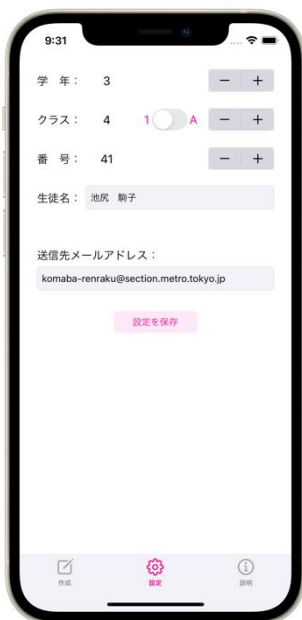 9:31
学 年： 3 − +
クラス： 4 1 A − +
番 号： 41 − +
生徒名： 池尻 駒子
送信先メールアドレス：
komaba-renraku@section.metro.tokyo.jp
設定を保存
作成 設定 説明